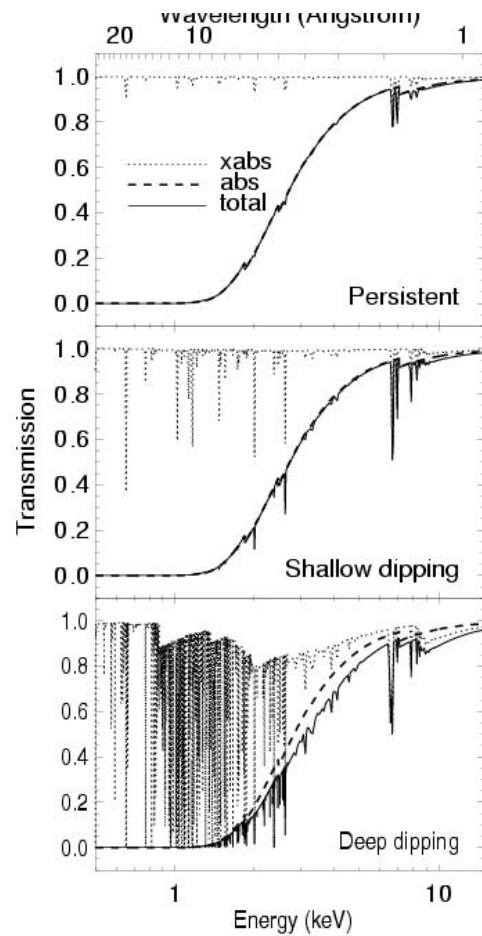 Wavelength (Angstrom)
20 10 1
1.0
0.8
0.6
0.4
0.2
0.0
xabs
abs
total
Persistent
1.0
0.8
0.6
0.4
0.2
0.0
Shallow dipping
Transmission
1.0
0.8
0.6
0.4
0.2
0.0
Deep dipping
1 10
Energy (keV)